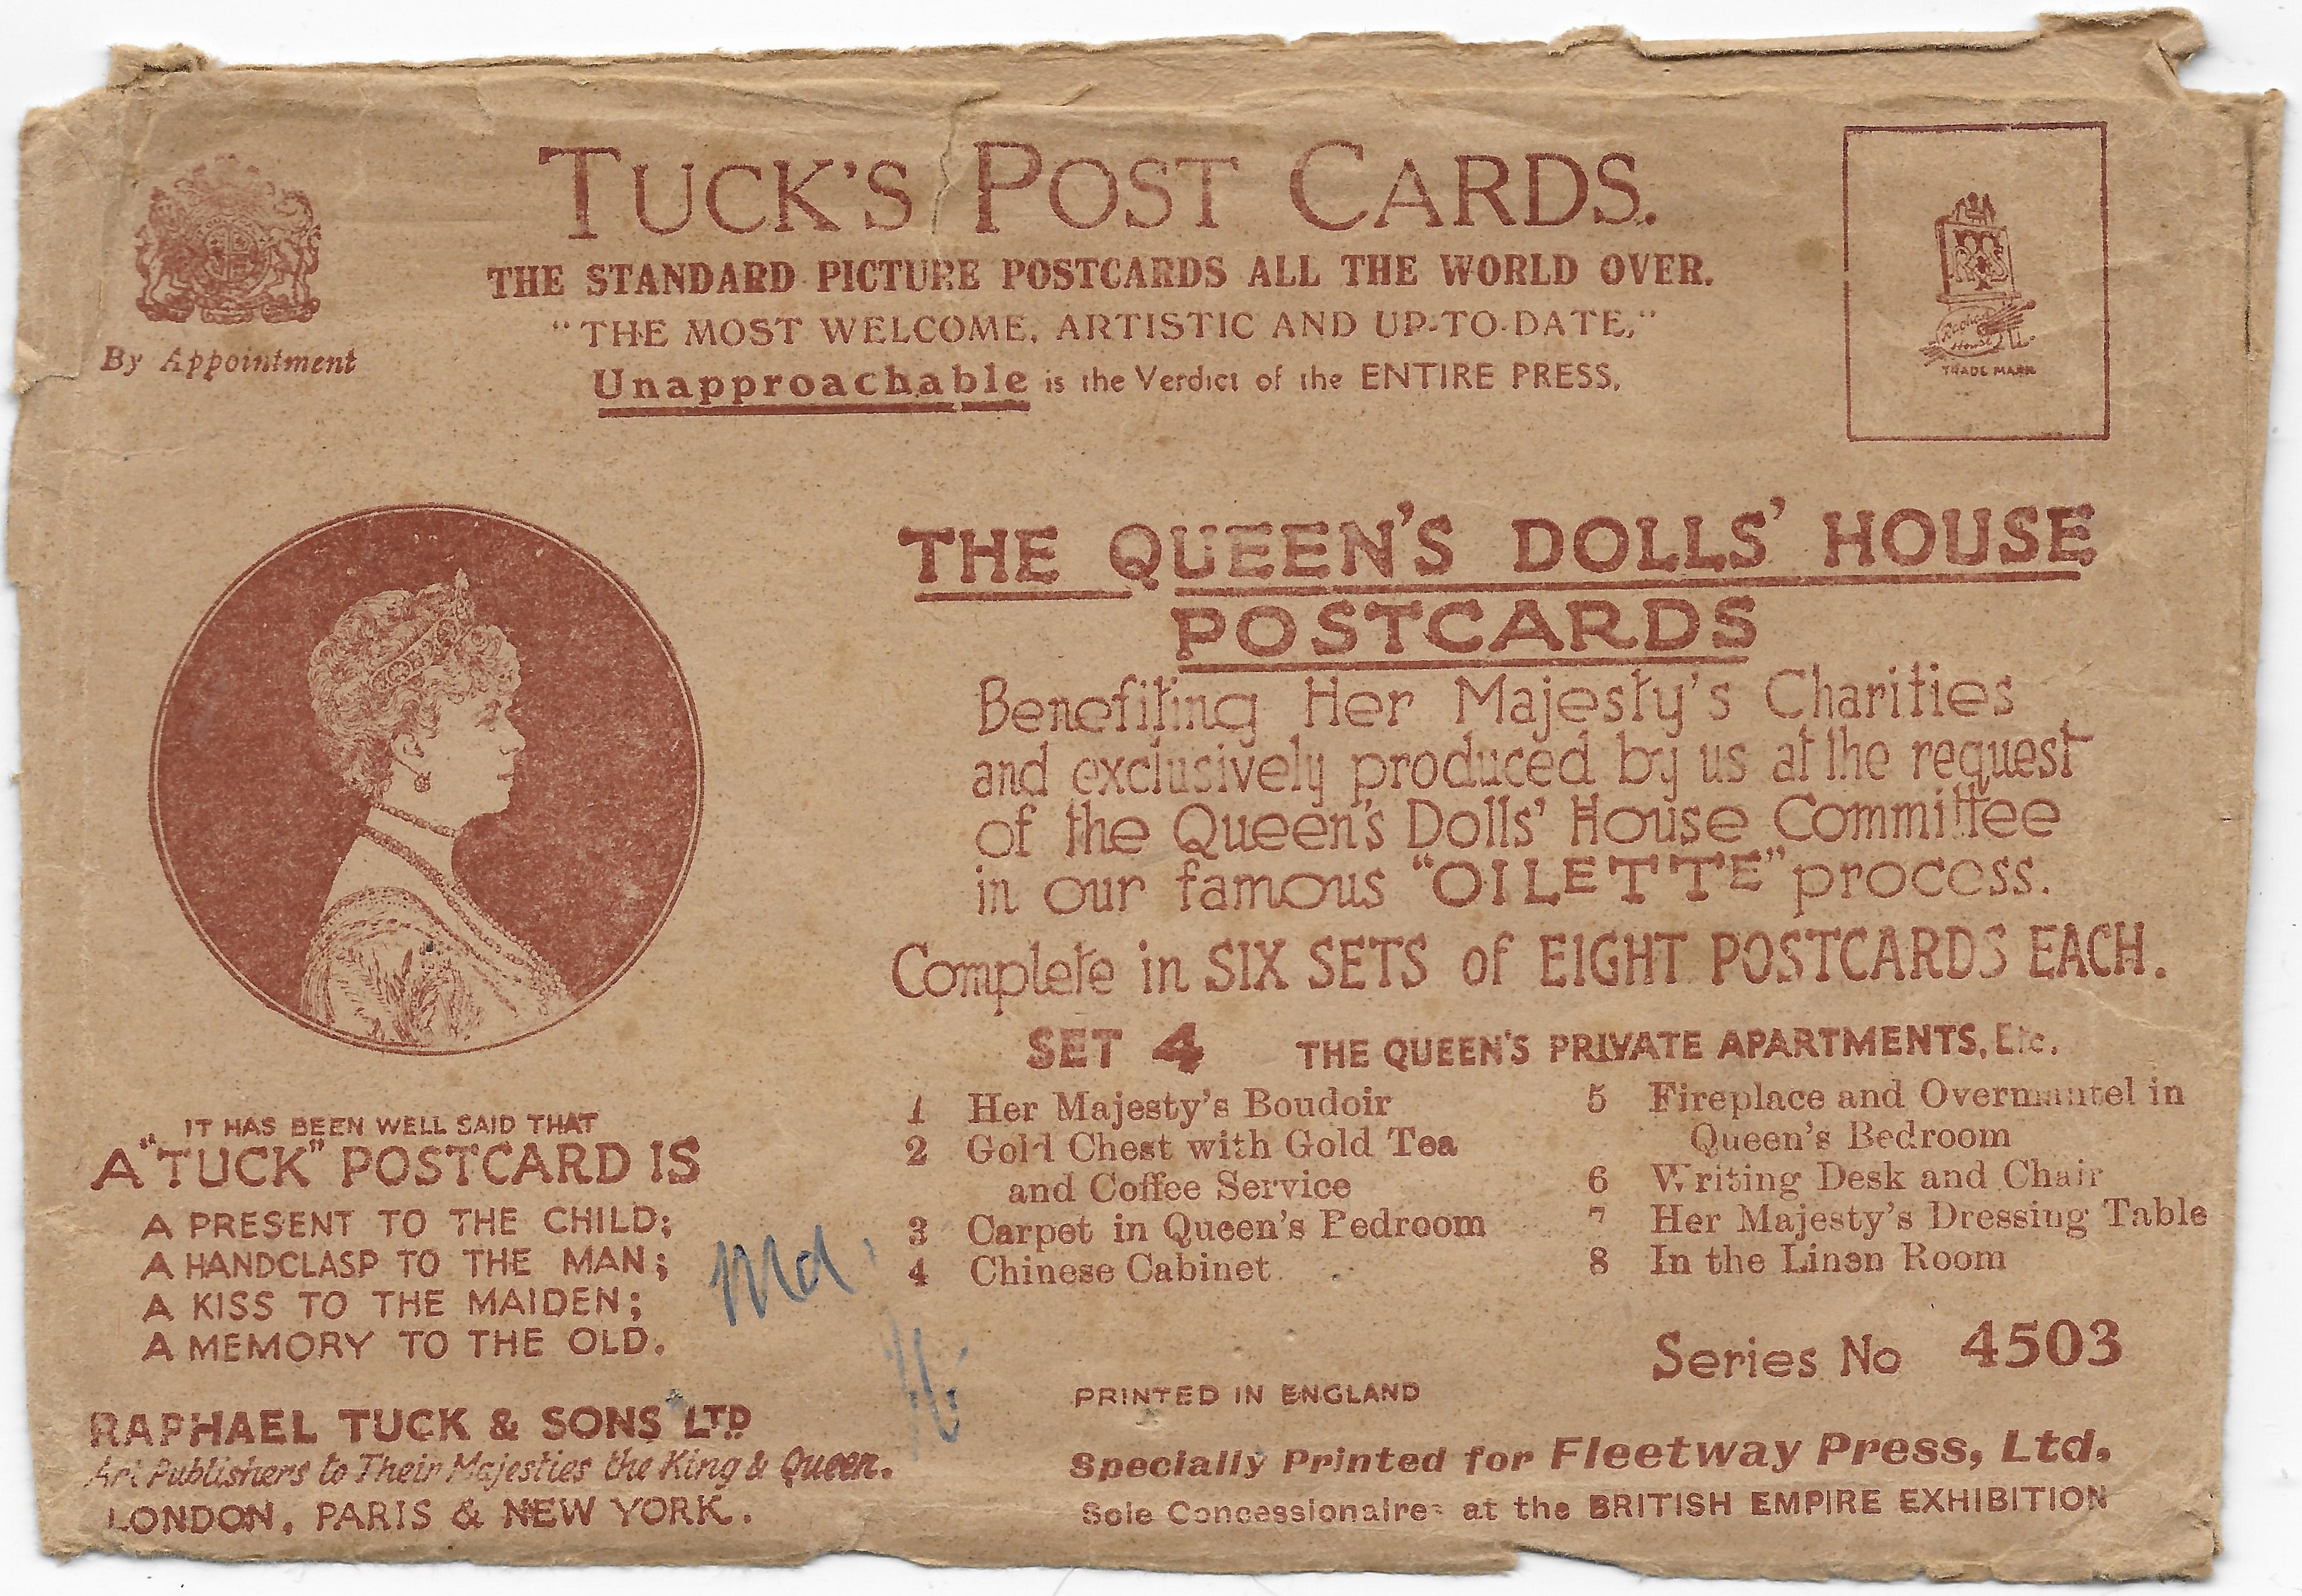 TUCK'S POST CARDS.
THE STANDARD PICTURE POSTCARDS ALL THE WORLD OVER.
"THE MOST WELCOME, ARTISTIC AND UP-TO-DATE,"
Unapproachable is the Verdict of the ENTIRE PRESS.
By Appointment
Raphael
House
TRADE MARK
THE QUEEN'S DOLLS' HOUSE
POSTCARDS
Benefiting Her Majesty's Charities
and exclusively produced by us at the request
of the Queen's Dolls' House Committee
in our famous "OILETTE" process.
Complete in SIX SETS of EIGHT POSTCARDS EACH.
SET 4 THE QUEEN'S PRIVATE APARTMENTS, Etc.
1 Her Majesty's Boudoir
2 Gold Chest with Gold Tea
and Coffee Service
3 Carpet in Queen's Bedroom
4 Chinese Cabinet
5 Fireplace and Overmantel in
Queen's Bedroom
6 Writing Desk and Chair
7 Her Majesty's Dressing Table
8 In the Linen Room
Series No 4503
IT HAS BEEN WELL SAID THAT
A "TUCK" POSTCARD IS
A PRESENT TO THE CHILD;
A HANDCLASP TO THE MAN;
A KISS TO THE MAIDEN;
A MEMORY TO THE OLD.
RAPHAEL TUCK & SONS LTD
Art Publishers to Their Majesties the King & Queen.
LONDON, PARIS & NEW YORK.
PRINTED IN ENGLAND
Specially Printed for Fleetway Press, Ltd.
Sole Concessionaires at the BRITISH EMPIRE EXHIBITION